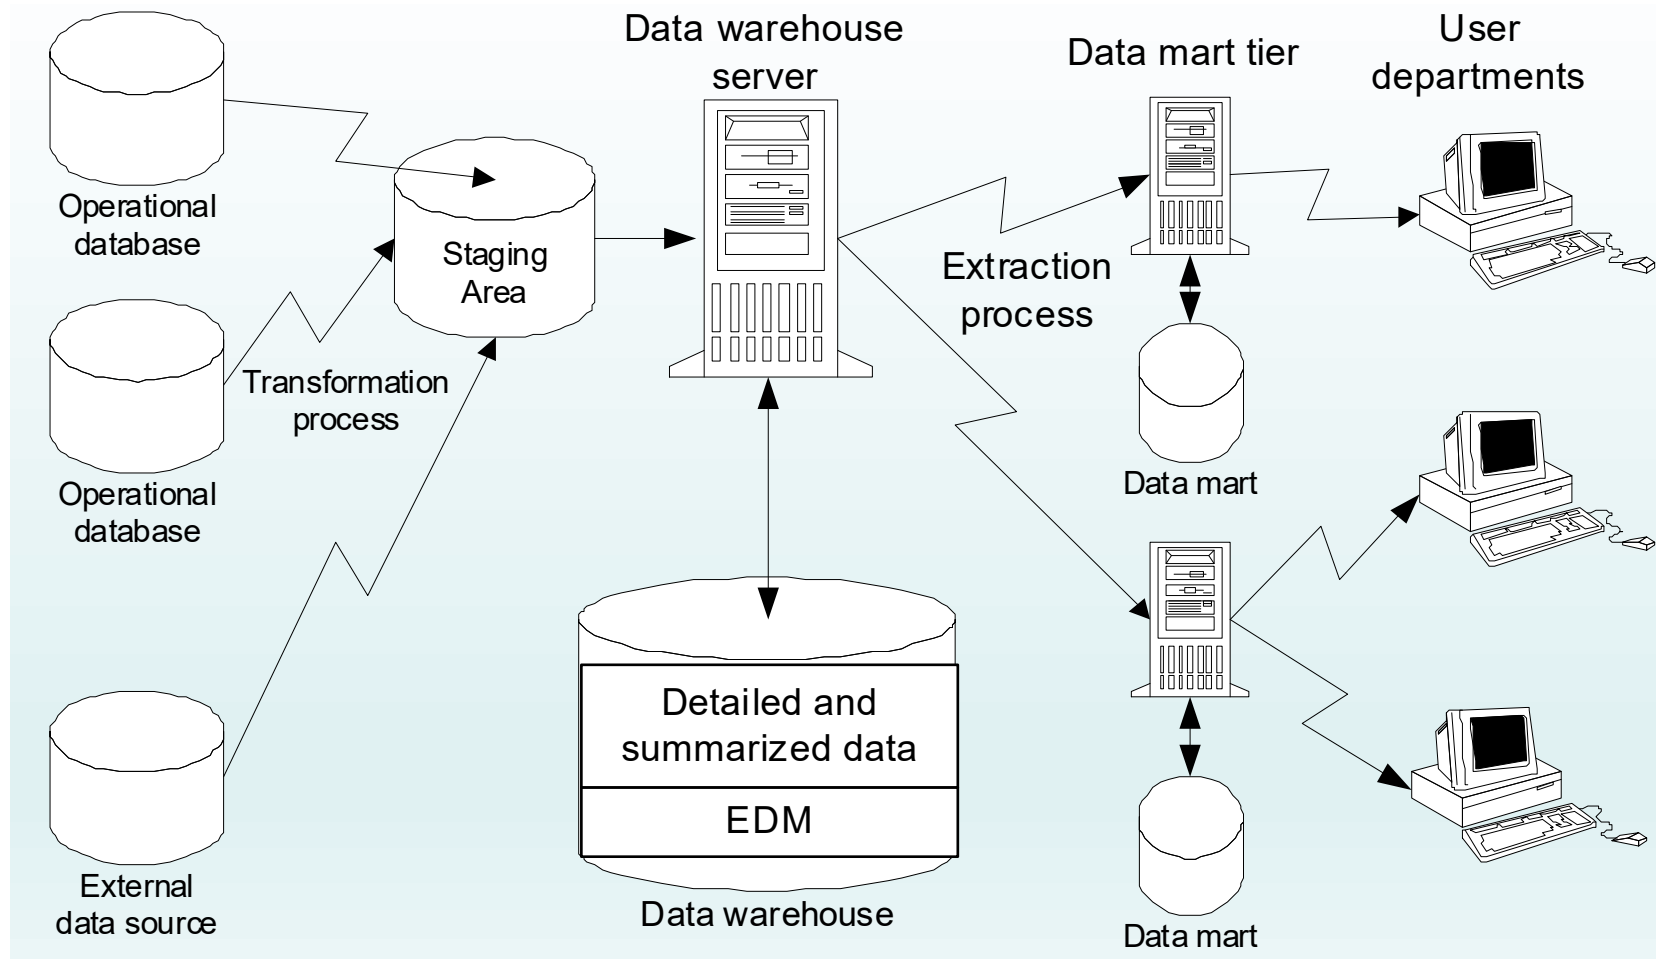 Data warehouse
server
Data mart tier
User
departments
Operational
database
Staging
Area
Extraction
process
Transformation
process
Operational
database
Data mart
Detailed and
summarized data
EDM
External
data source
Data warehouse
Data mart